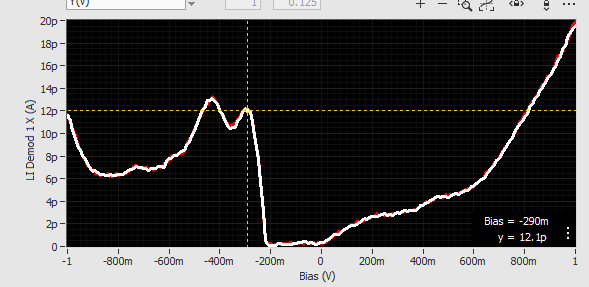 Y(V)
1
0.125
20p
18p
16p
14p
12p
10p
8p
6p
4p
2p
0
LI Demod 1 X (A)
Bias = -290m
y = 12.1p
-1 -800m -600m -400m -200m 0 200m 400m 600m 800m 1
Bias (V)